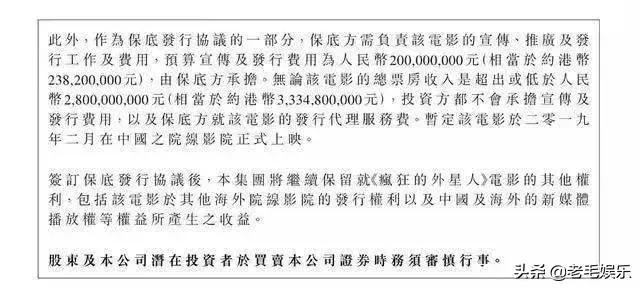 此外，作為保底發行協議的一部分，保底方需負責該電影的宣傳、推廣及發
行工作及費用，預算宣傳及發行費用為人民幣200,000,000元(相當於約港幣
238,200,000元)，由保底方承擔。無論該電影的總票房收入是超出或低於人民
幣2,800,000,000元(相當於約港幣3,334,800,000元)，投資方都不會承擔宣傳及
發行費用，以及保底方就該電影的發行代理服務費。暫定該電影於二零一九
年二月在中國之院線影院正式上映。
簽訂保底發行協議後，本集團將繼續保留就《瘋狂的外星人》電影的其他權
利，包括該電影於其他海外院線影院的發行權利以及中國及海外的新媒體
播放權等權益所產生之收益。
股東及本公司潛在投資者於買賣本公司證券時務須審慎行事。
头条 @老毛娱乐